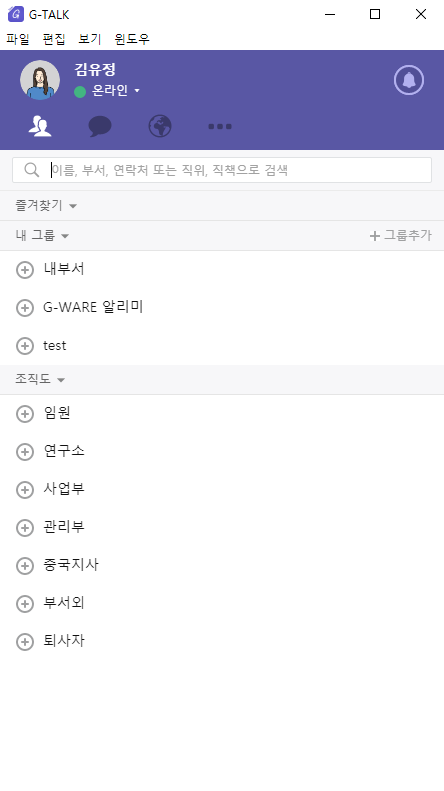 G-TALK
파일 편집 보기 윈도우
김유정
온라인
이름, 부서, 연락처 또는 직위, 직책으로 검색
즐겨찾기
내 그룹 그룹추가
내부서
G-WARE 알리미
test
조직도
임원
연구소
사업부
관리부
중국지사
부서외
퇴사자